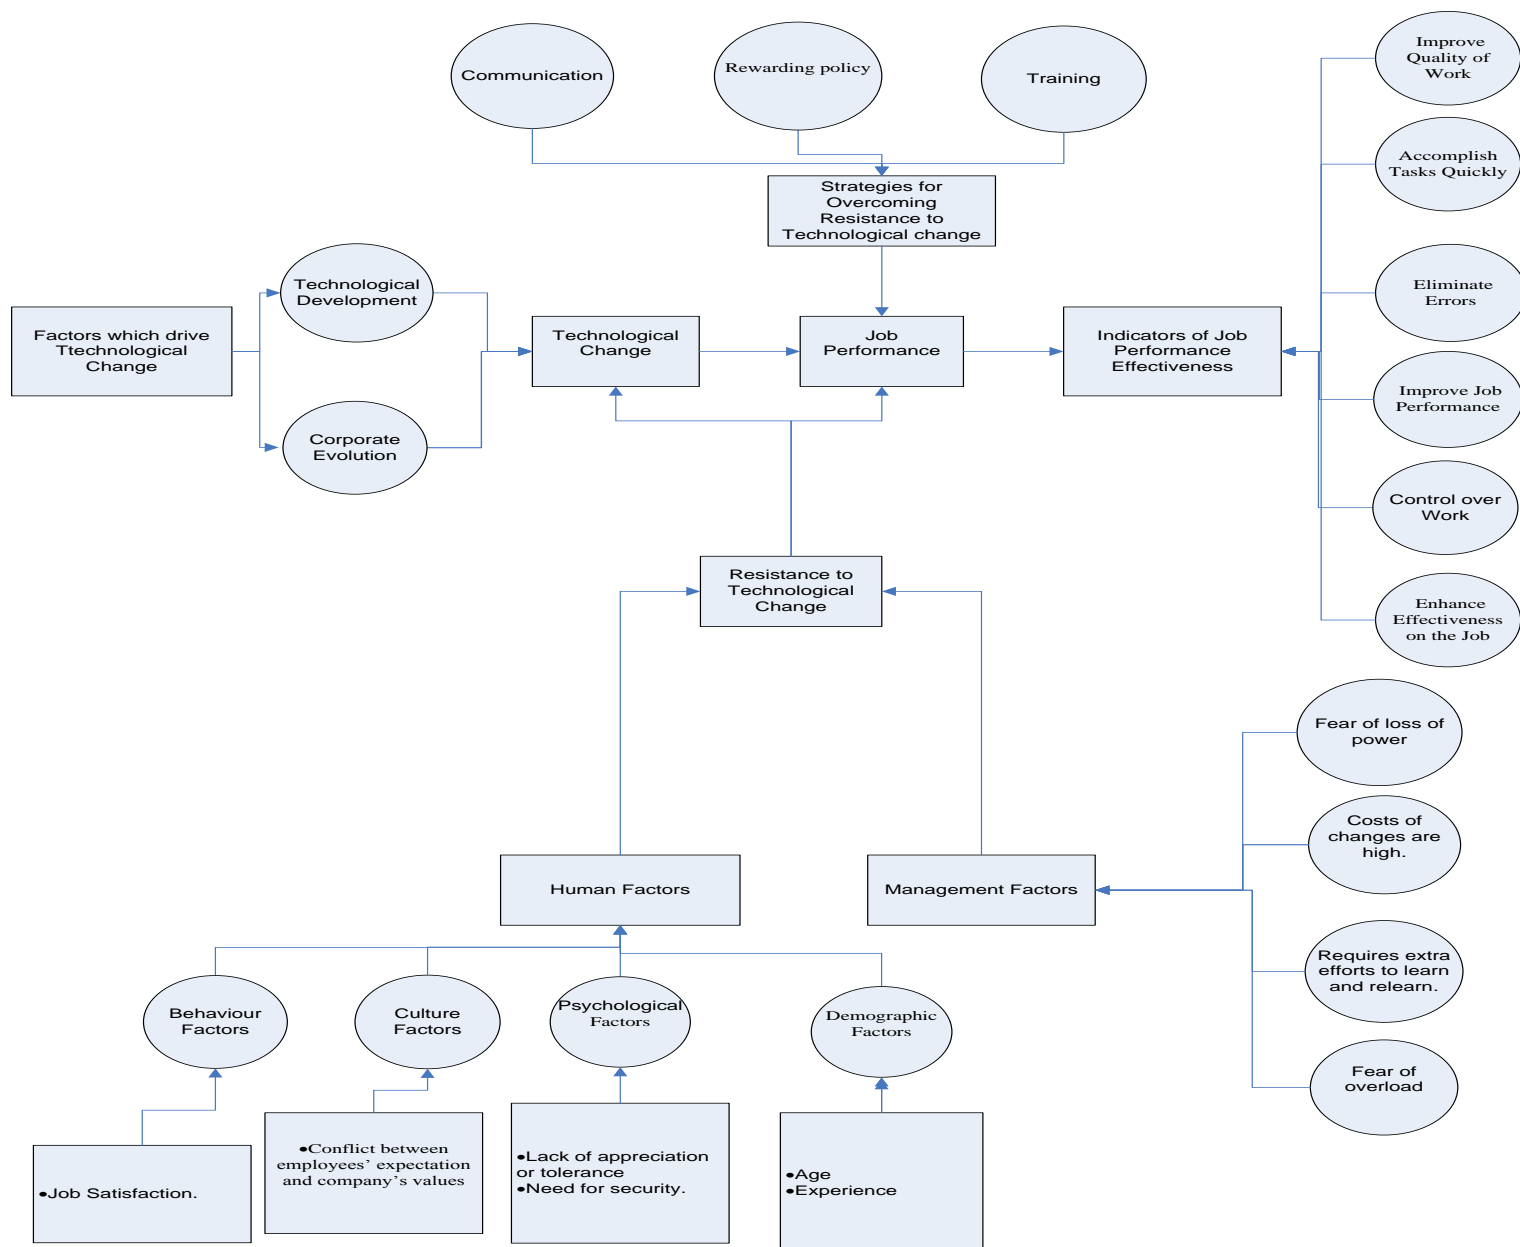 Communication
Rewarding policy
Training
Improve
Quality of
Work
Accomplish
Tasks Quickly
Strategies for
Overcoming
Resistance to
Technological change
Technological
Development
Eliminate
Errors
Factors which drive
Ttechnological
Change
Technological
Change
Job
Performance
Indicators of Job
Performance
Effectiveness
Improve Job
Performance
Corporate
Evolution
Control over
Work
Resistance to
Technological
Change
Enhance
Effectiveness
on the Job
Fear of loss of
power
Costs of
changes are
high.
Human Factors
Management Factors
Requires extra
efforts to learn
and relearn.
Behaviour
Factors
Culture
Factors
Psychological
Factors
Demographic
Factors
Fear of
overload
•Job Satisfaction.
•Conflict between
employees’ expectation
and company’s values
•Lack of appreciation
or tolerance
•Need for security.
•Age
•Experience